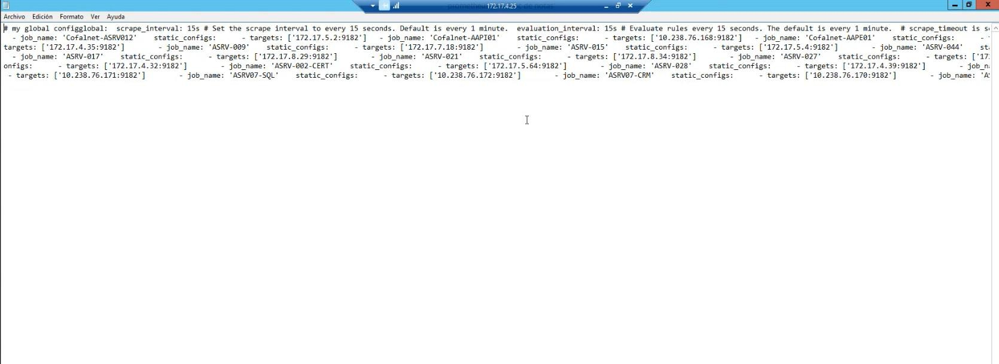 172.17.4.25
Archivo Edición Formato Ver Ayuda
# my global configglobal: scrape_interval: 15s # Set the scrape interval to every 15 seconds. Default is every 1 minute. evaluation_interval: 15s # Evaluate rules every 15 seconds. The default is every 1 minute. # scrape_timeout is s
- job_name: 'Cofalnet-ASRV012' static_configs: - targets: ['172.17.5.2:9182'] - job_name: 'Cofalnet-AAPI01' static_configs: - targets: ['10.238.76.168:9182'] - job_name: 'Cofalnet-AAPE01' static_configs: -
targets: ['172.17.4.35:9182'] - job_name: 'ASRV-009' static_configs: - targets: ['172.17.7.18:9182'] - job_name: 'ASRV-015' static_configs: - targets: ['172.17.5.4:9182'] - job_name: 'ASRV-044' st
- job_name: 'ASRV-017' static_configs: - targets: ['172.17.8.29:9182'] - job_name: 'ASRV-021' static_configs: - targets: ['172.17.8.34:9182'] - job_name: 'ASRV-027' static_configs: - targets: ['17
onfigs: - targets: ['172.17.4.32:9182'] - job_name: 'ASRV-002-CERT' static_configs: - targets: ['172.17.5.64:9182'] - job_name: 'ASRV-028' static_configs: - targets: ['172.17.4.39:9182'] - job_n
- targets: ['10.238.76.171:9182'] - job_name: 'ASRV07-SQL' static_configs: - targets: ['10.238.76.172:9182'] - job_name: 'ASRV07-CRM' static_configs: - targets: ['10.238.76.170:9182'] - job_name: 'A